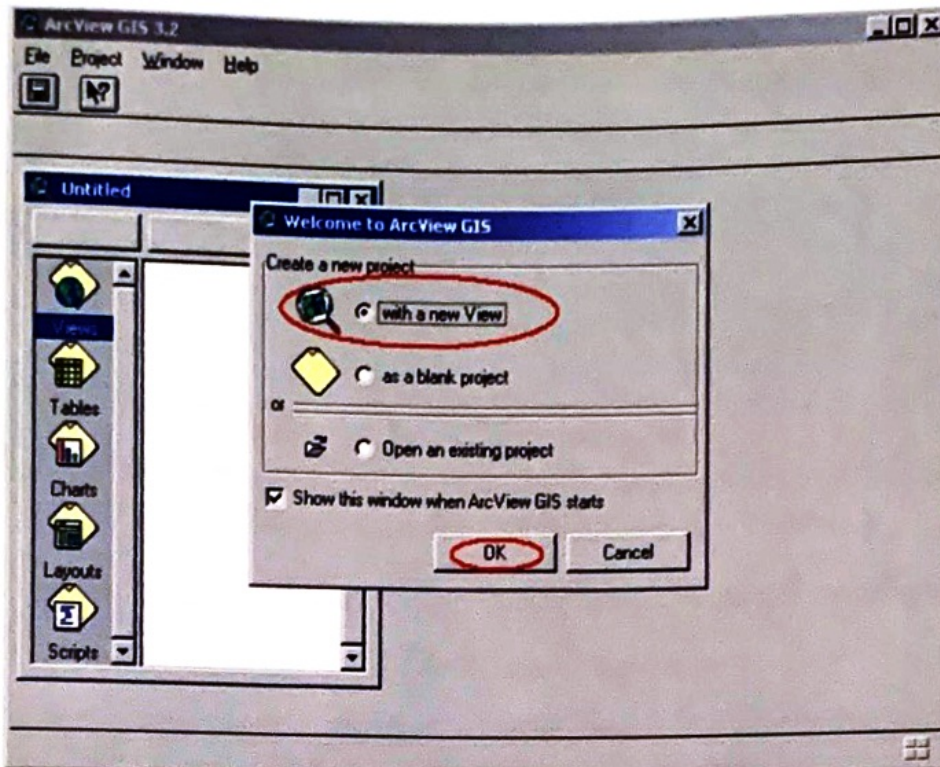 ArcView GIS 3.2
File Project Window Help
Untitled
Welcome to ArcView GIS
Create a new project
with a new View
Views
as a blank project
Tables
or
Open an existing project
Charts
Show this window when ArcView GIS starts
OK Cancel
Layouts
Scripts